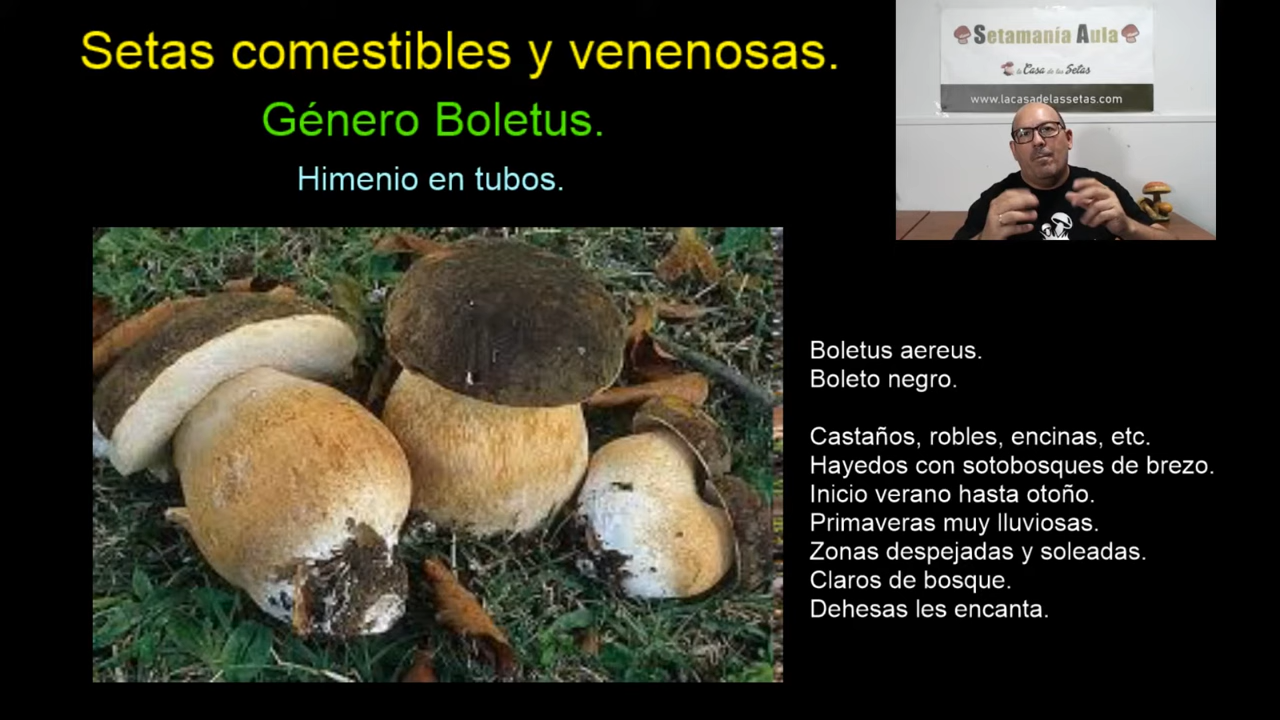 Setas comestibles y venenosas.
Género Boletus.
Himenio en tubos.
Setamanía Aula
la Casa de las Setas
www.lacasadelassetas.com
Boletus aereus.
Boleto negro.
Castaños, robles, encinas, etc.
Hayedos con sotobosques de brezo.
Inicio verano hasta otoño.
Primaveras muy lluviosas.
Zonas despejadas y soleadas.
Claros de bosque.
Dehesas les encanta.